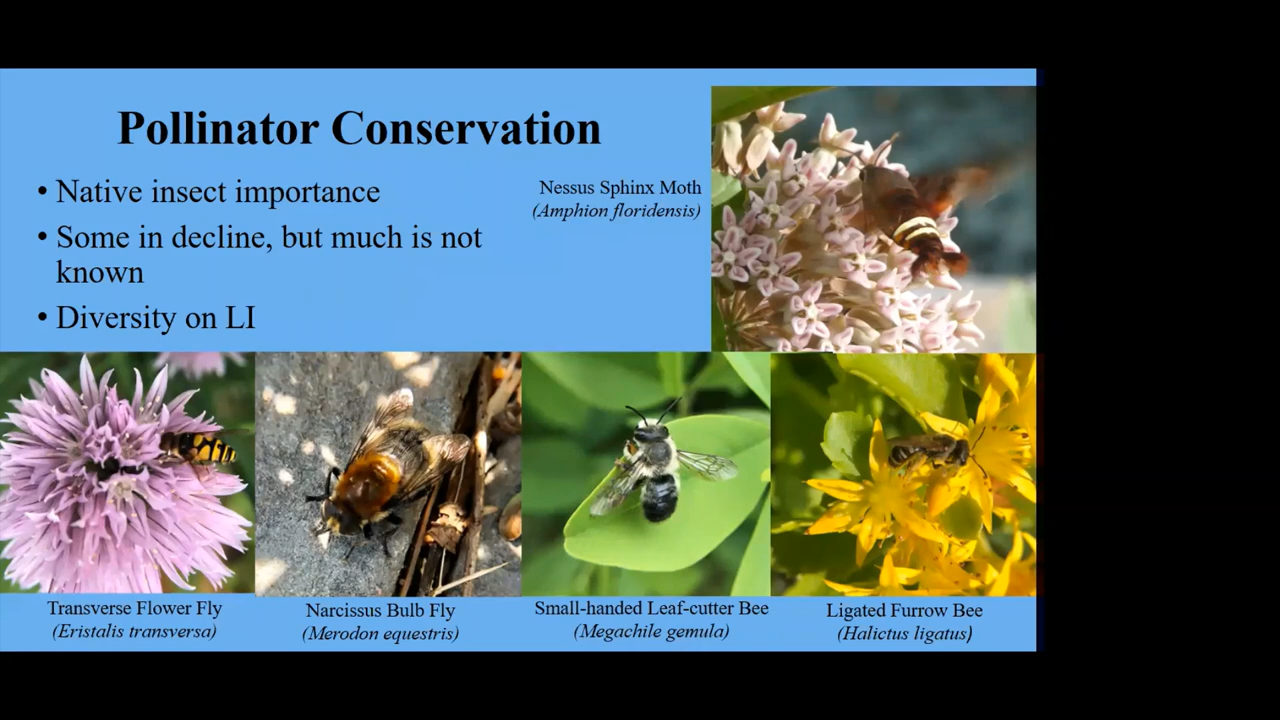 Pollinator Conservation
• Native insect importance
• Some in decline, but much is not
known
• Diversity on LI
Nessus Sphinx Moth
(Amphion floridensis)
Transverse Flower Fly
(Eristalis transversa)
Narcissus Bulb Fly
(Merodon equestris)
Small-handed Leaf-cutter Bee
(Megachile gemula)
Ligated Furrow Bee
(Halictus ligatus)